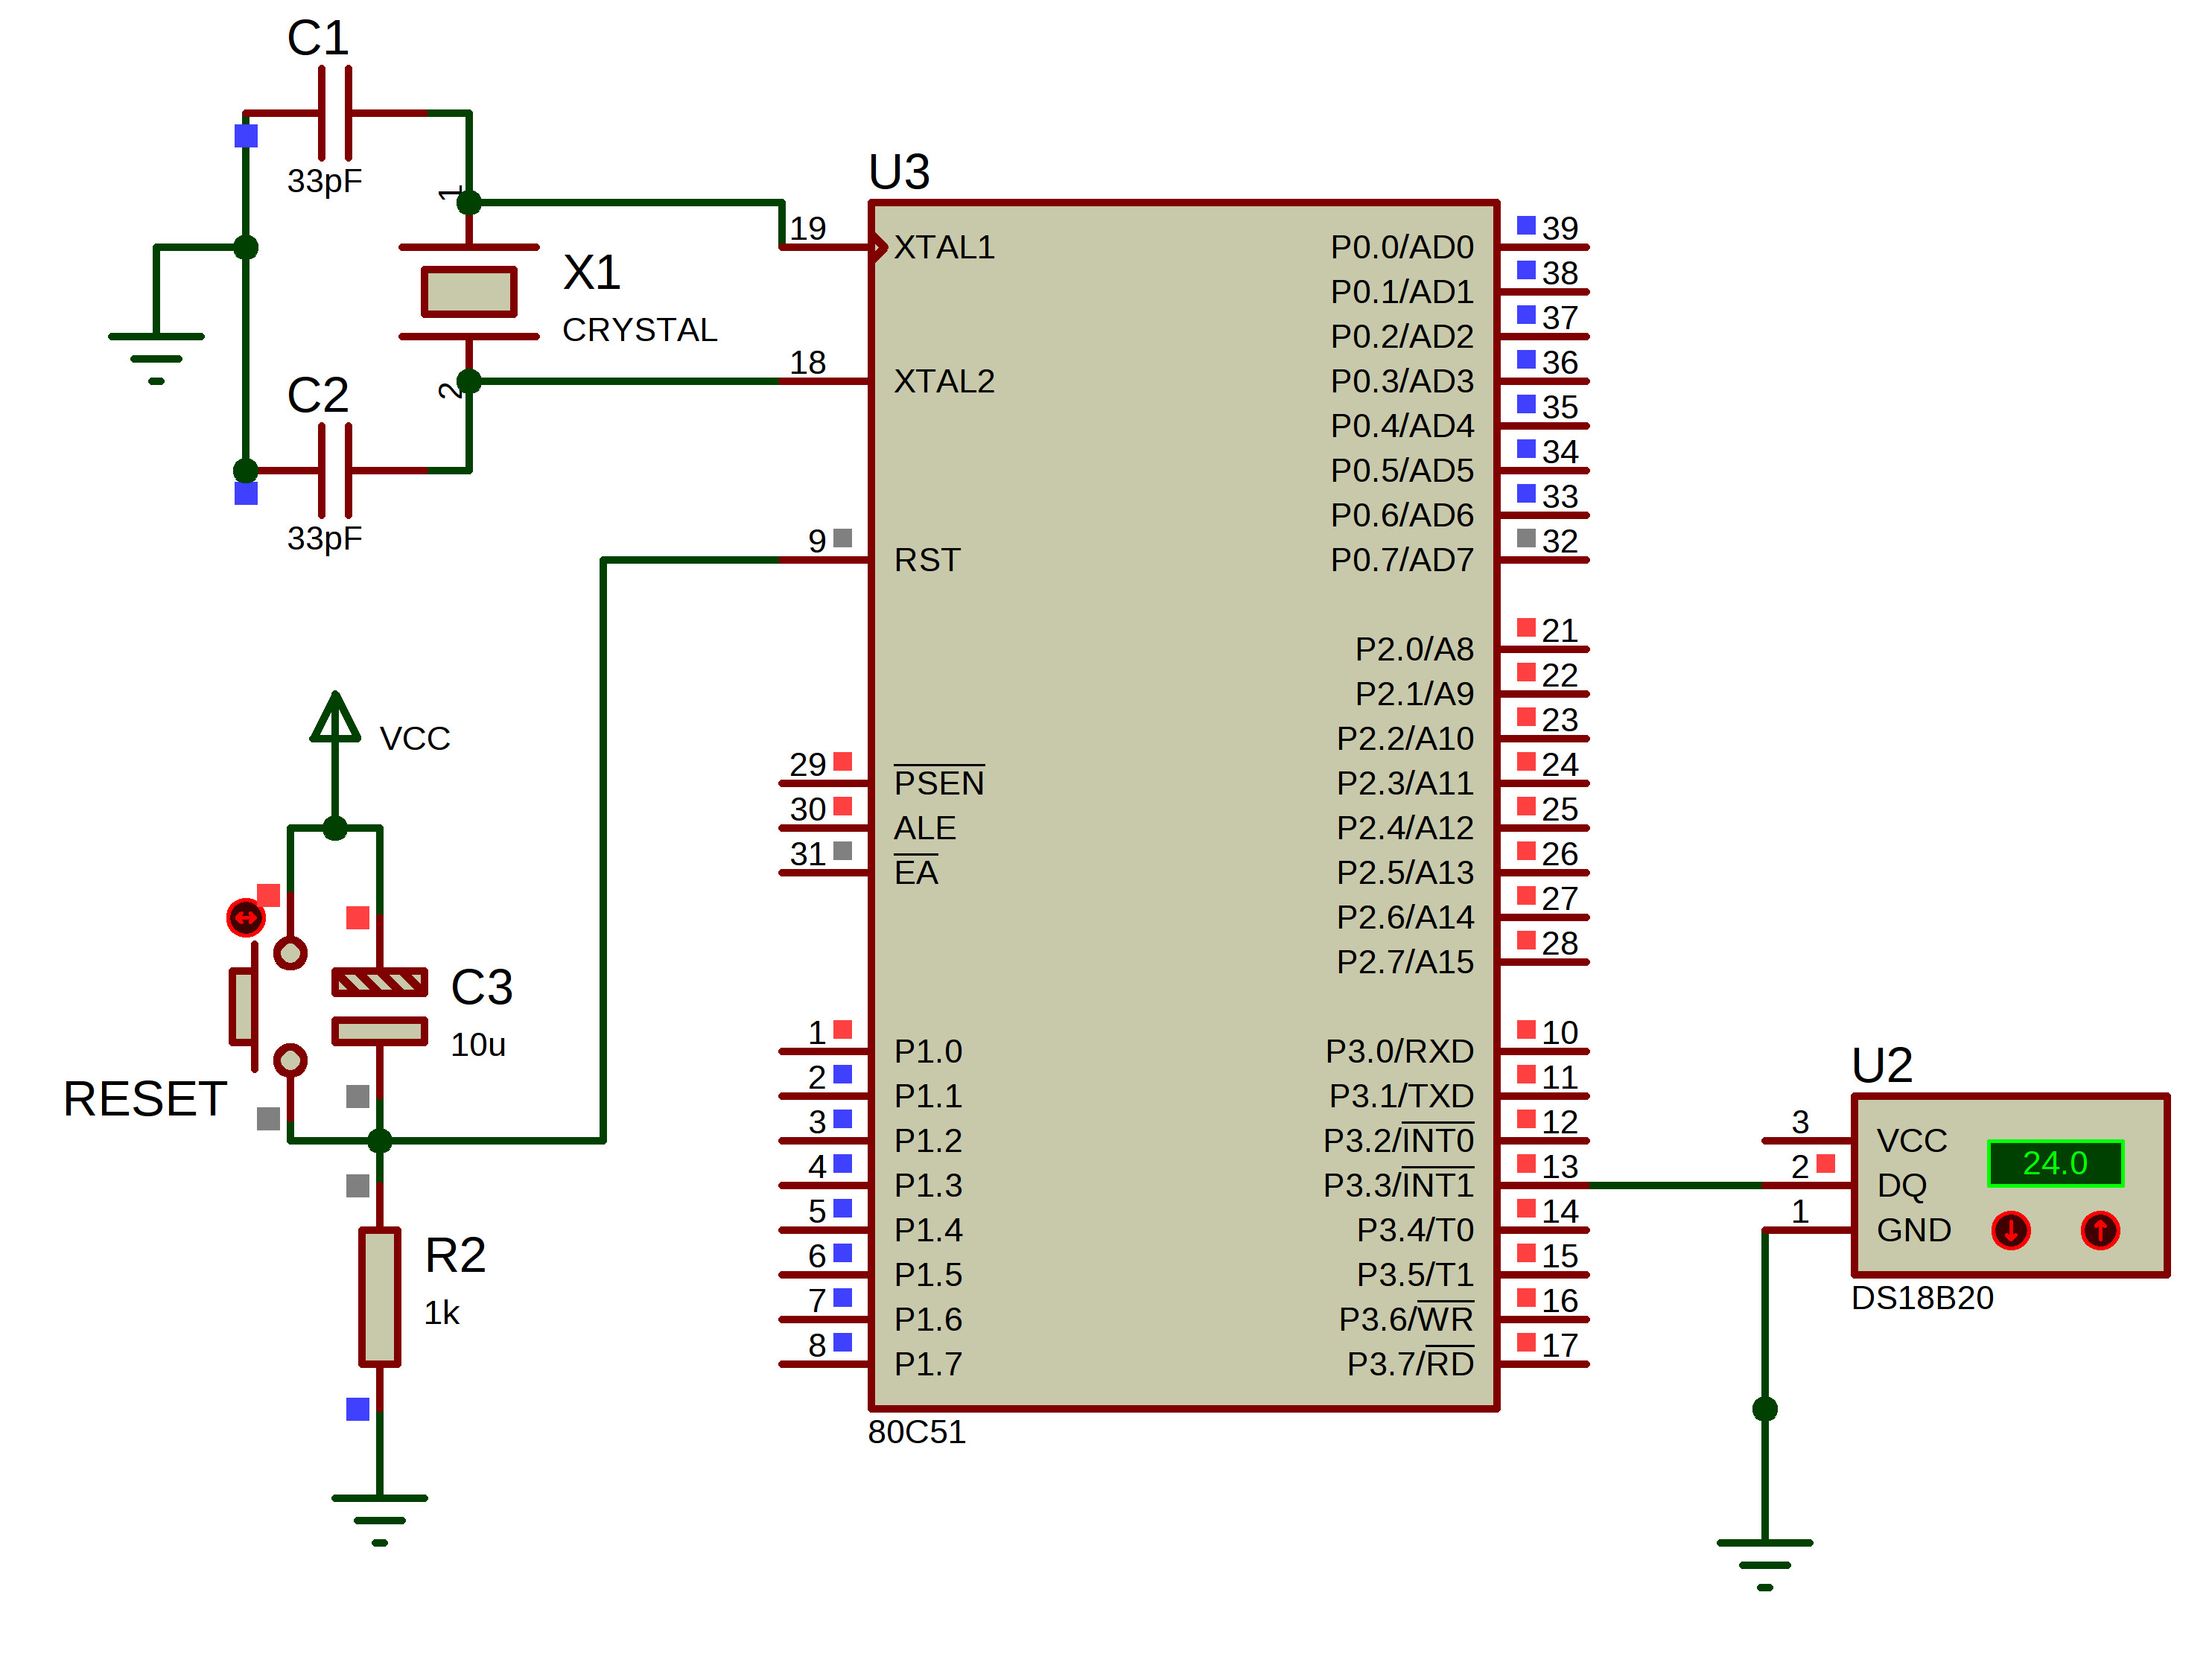 C1
33pF
1
X1
CRYSTAL
2
C2
33pF
VCC
RESET
C3
10u
R2
1k
U3
19 XTAL1
18 XTAL2
9 RST
29 PSEN
30 ALE
31 EA
1 P1.0
2 P1.1
3 P1.2
4 P1.3
5 P1.4
6 P1.5
7 P1.6
8 P1.7
P0.0/AD0 39
P0.1/AD1 38
P0.2/AD2 37
P0.3/AD3 36
P0.4/AD4 35
P0.5/AD5 34
P0.6/AD6 33
P0.7/AD7 32
P2.0/A8 21
P2.1/A9 22
P2.2/A10 23
P2.3/A11 24
P2.4/A12 25
P2.5/A13 26
P2.6/A14 27
P2.7/A15 28
P3.0/RXD 10
P3.1/TXD 11
P3.2/INT0 12
P3.3/INT1 13
P3.4/T0 14
P3.5/T1 15
P3.6/WR 16
P3.7/RD 17
80C51
U2
3 VCC
2 DQ
1 GND
24.0
DS18B20